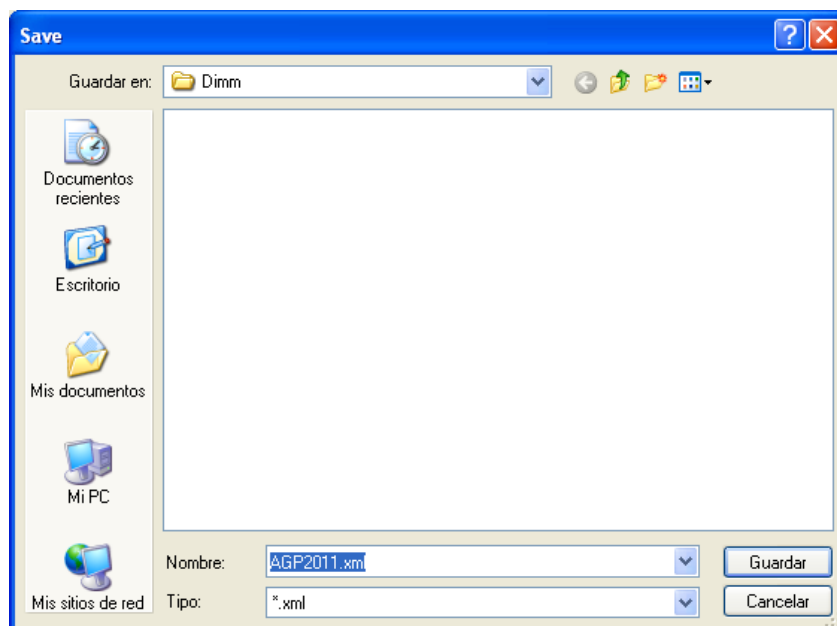 Save
Guardar en:
Dimm
Documentos
recientes
Escritorio
Mis documentos
Mi PC
Mis sitios de red
Nombre:
AGP2011.xml
Guardar
Tipo:
*.xml
Cancelar